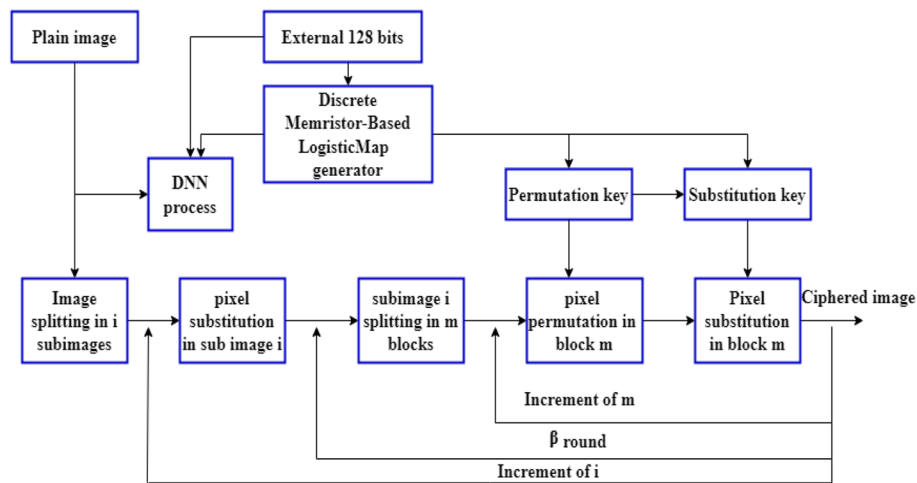 Plain image
External 128 bits
Discrete
Memristor-Based
LogisticMap
generator
DNN
process
Permutation key
Substitution key
Image
splitting in i
subimages
pixel
substitution
in sub image i
subimage i
splitting in m
blocks
pixel
permutation in
block m
Pixel
substitution
in block m
Ciphered image
Increment of m
β round
Increment of i